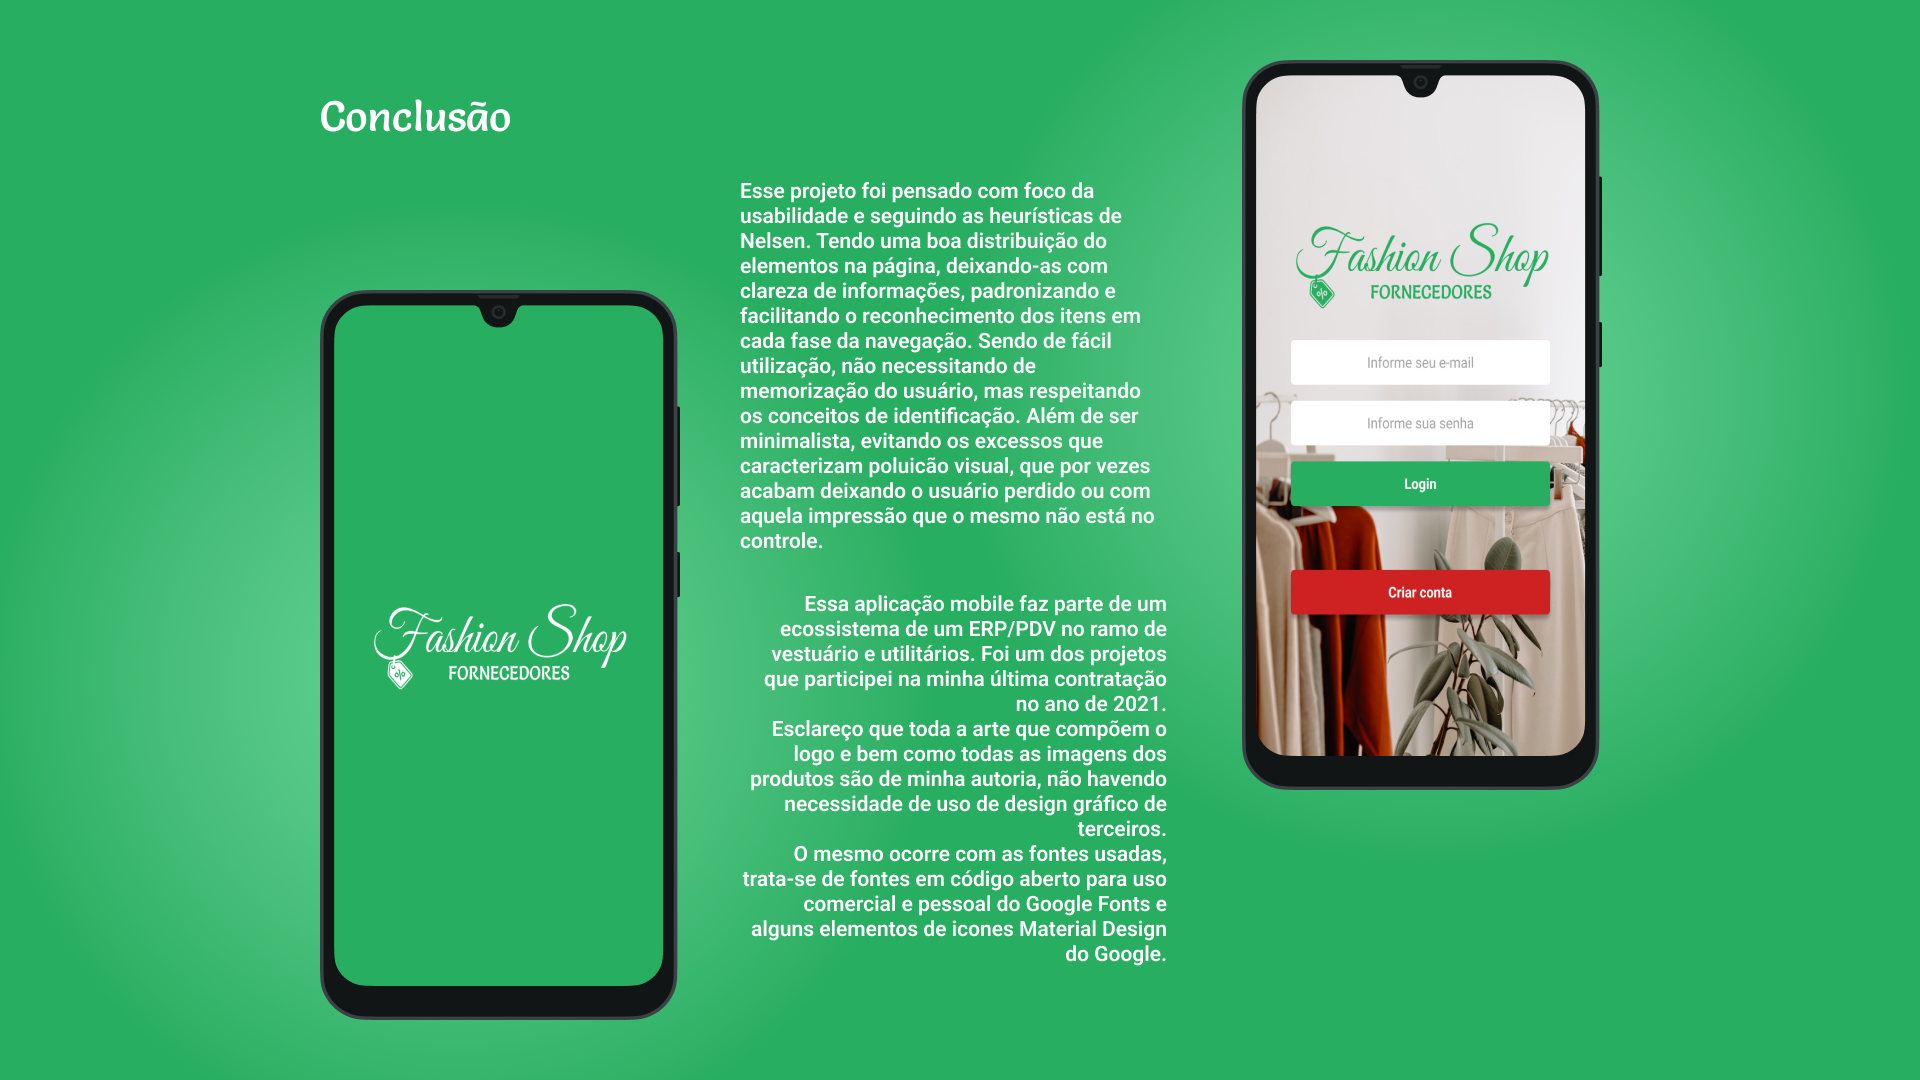 Conclusão
Esse projeto foi pensado com foco da
usabilidade e seguindo as heurísticas de
Nelsen. Tendo uma boa distribuição do
elementos na página, deixando-as com
clareza de informações, padronizando e
facilitando o reconhecimento dos itens em
cada fase da navegação. Sendo de fácil
utilização, não necessitando de
memorização do usuário, mas respeitando
os conceitos de identificação. Além de ser
minimalista, evitando os excessos que
caracterizam poluicão visual, que por vezes
acabam deixando o usuário perdido ou com
aquela impressão que o mesmo não está no
controle.
Essa aplicação mobile faz parte de um
ecossistema de um ERP/PDV no ramo de
vestuário e utilitários. Foi um dos projetos
que participei na minha última contratação
no ano de 2021.
Esclareço que toda a arte que compõem o
logo e bem como todas as imagens dos
produtos são de minha autoria, não havendo
necessidade de uso de design gráfico de
terceiros.
O mesmo ocorre com as fontes usadas,
trata-se de fontes em código aberto para uso
comercial e pessoal do Google Fonts e
alguns elementos de icones Material Design
do Google.
Fashion Shop
%
FORNECEDORES
Fashion Shop
%
FORNECEDORES
Informe seu e-mail
Informe sua senha
Login
Criar conta